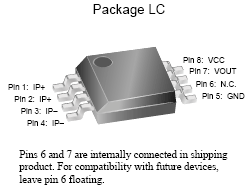 Package LC
Pin 8: VCC
Pin 7: VOUT
Pin 6: N.C.
Pin 5: GND
Pin 1: IP+
Pin 2: IP+
Pin 3: IP–
Pin 4: IP–
Pins 6 and 7 are internally connected in shipping
product. For compatibility with future devices,
leave pin 6 floating.